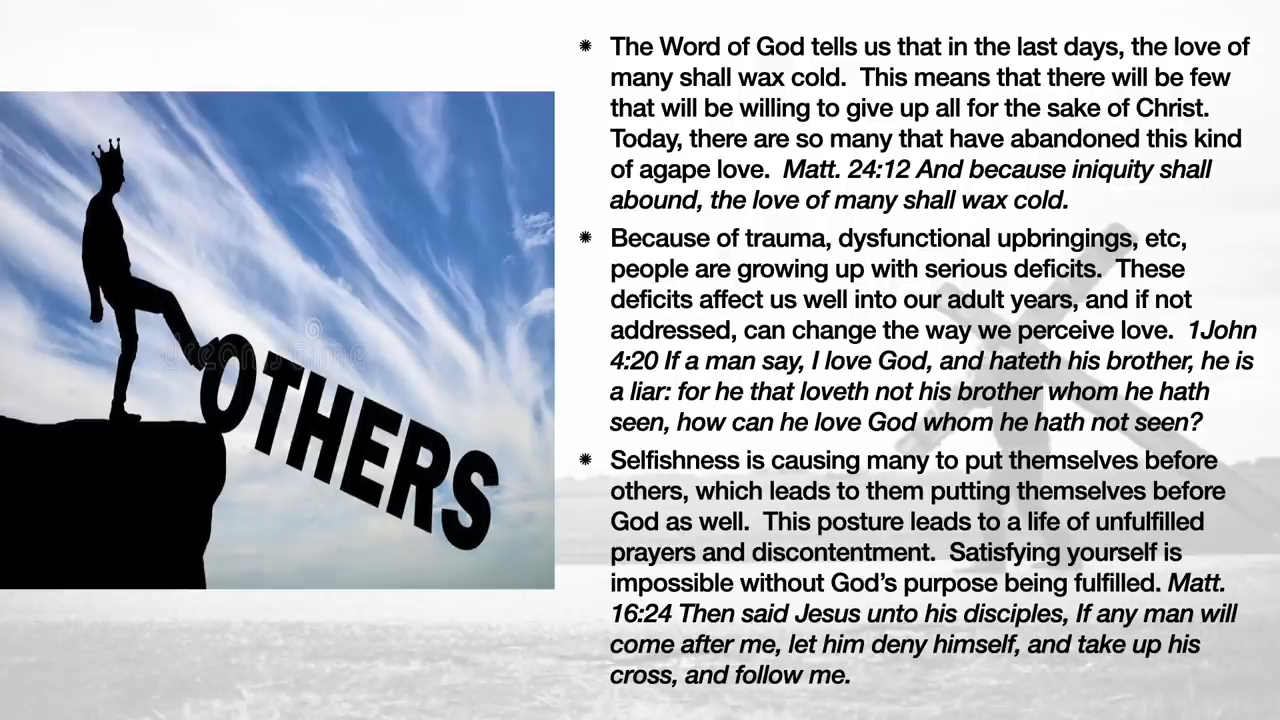 The Word of God tells us that in the last days, the love of
many shall wax cold.  This means that there will be few
that will be willing to give up all for the sake of Christ.
Today, there are so many that have abandoned this kind
of agape love.  Matt. 24:12 And because iniquity shall
abound, the love of many shall wax cold.
Because of trauma, dysfunctional upbringings, etc,
people are growing up with serious deficits.  These
deficits affect us well into our adult years, and if not
addressed, can change the way we perceive love.  1John
4:20 If a man say, I love God, and hateth his brother, he is
a liar: for he that loveth not his brother whom he hath
seen, how can he love God whom he hath not seen?
Selfishness is causing many to put themselves before
others, which leads to them putting themselves before
God as well.  This posture leads to a life of unfulfilled
prayers and discontentment.  Satisfying yourself is
impossible without God’s purpose being fulfilled. Matt.
16:24 Then said Jesus unto his disciples, If any man will
come after me, let him deny himself, and take up his
cross, and follow me.
OTHERS